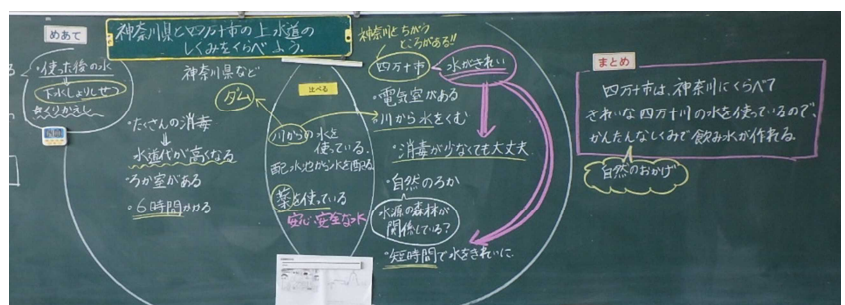 めあて
神奈川県と四万十市の上水道の
しくみをくらべよう。
・使った後の水
下水しょりしせつ
くりかえし
神奈川県など
ダム
・たくさんの消毒
水道代が高くなる
・ろか室がある
・6時間かかる
比べる
川からの水を
使っている。
配水池から水を配る。
薬を使っている
安心、安全な水
神奈川とちがう
ところがある!!
四万十市
水がきれい
・電気室がある
川から水をくむ
・消毒が少なくても大丈夫
・自然のろか
水源の森林が
関係している?
・短時間で水をきれいに
まとめ
四万十市は、神奈川にくらべて
きれいな四万十川の水を使っているので、
かんたんなしくみで飲み水が作れる。
自然のおかげ